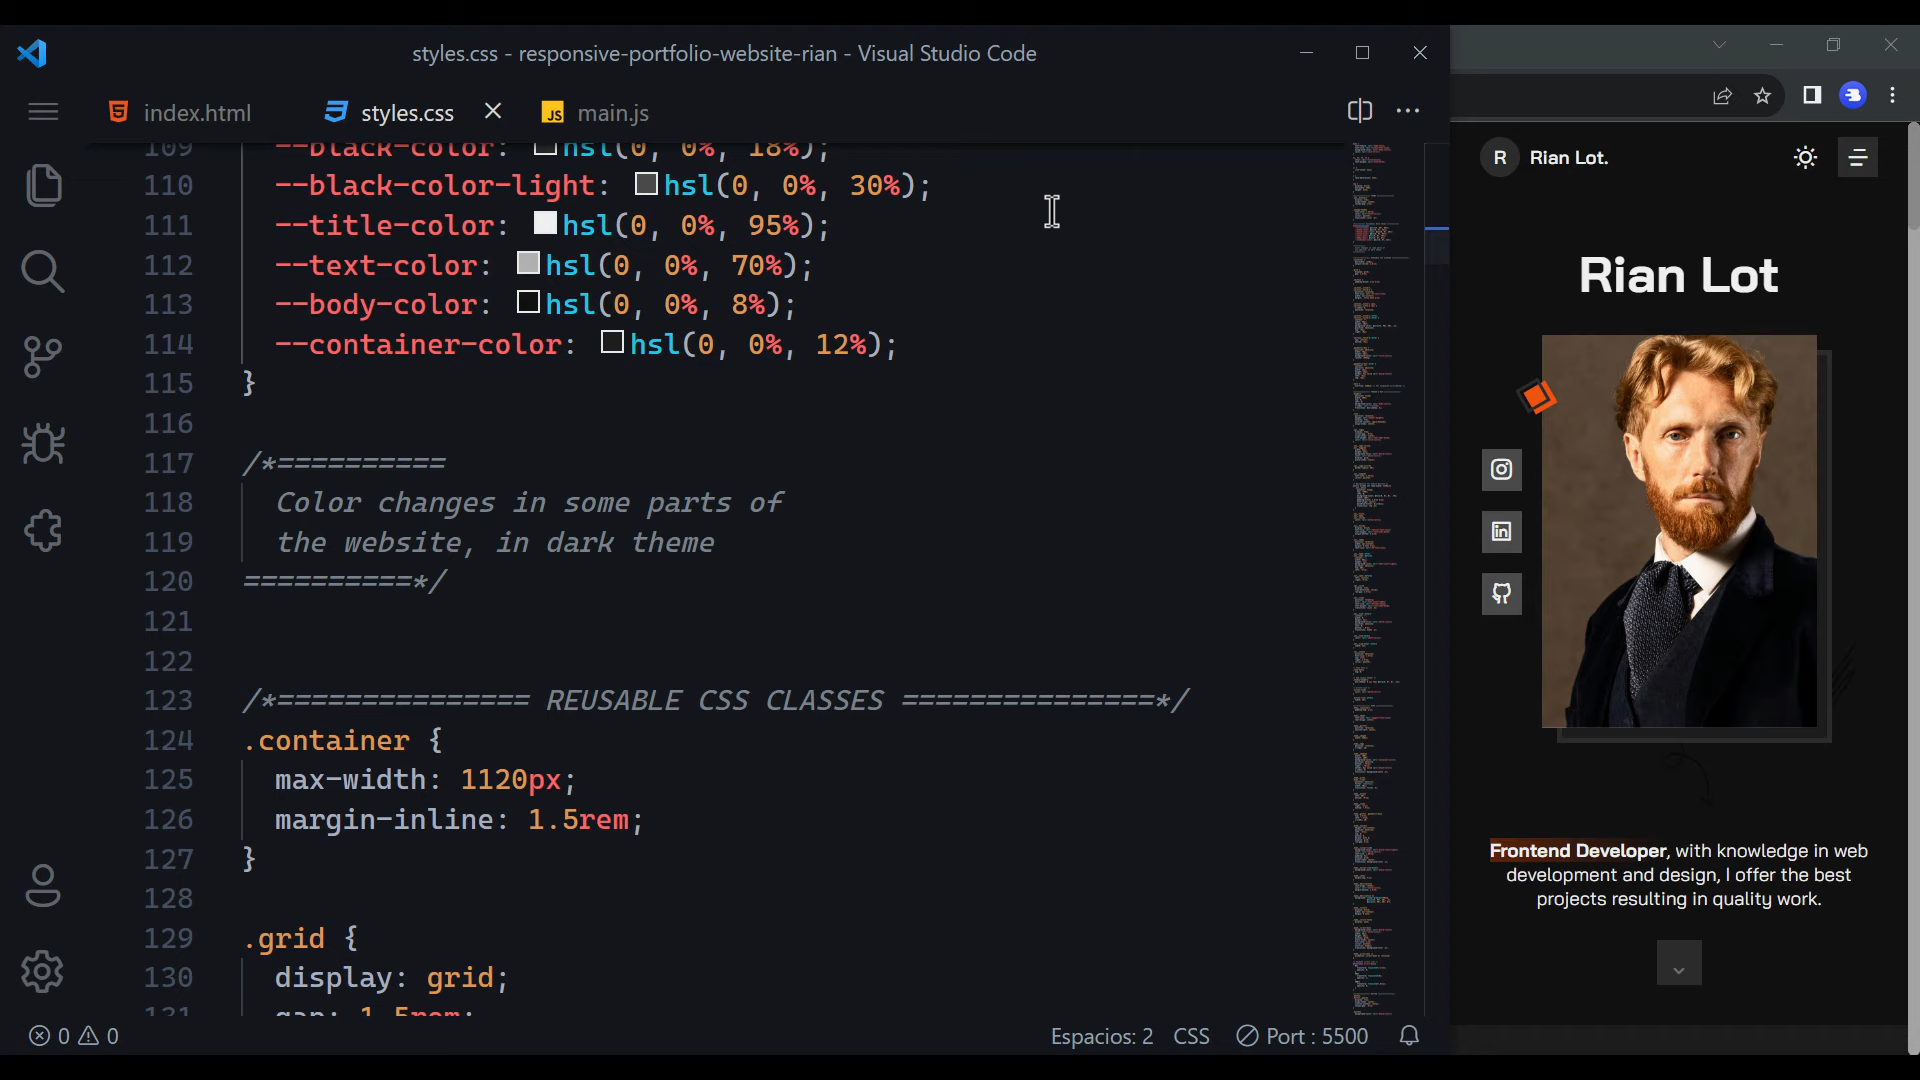 styles.css - responsive-portfolio-website-rian - Visual Studio Code
index.html
styles.css
JS main.js
109 --black-color: hsl(0, 0%, 18%);
110 --black-color-light: hsl(0, 0%, 30%);
111 --title-color: hsl(0, 0%, 95%);
112 --text-color: hsl(0, 0%, 70%);
113 --body-color: hsl(0, 0%, 8%);
114 --container-color: hsl(0, 0%, 12%);
115 }
116
117 /*==========
118 Color changes in some parts of
119 the website, in dark theme
120 ==========*/
121
122
123 /*=============== REUSABLE CSS CLASSES ===============*/
124 .container {
125 max-width: 1120px;
126 margin-inline: 1.5rem;
127 }
128
129 .grid {
130 display: grid;
131 gap: 1.5rem;
0 0
Espacios: 2 CSS Port : 5500
R Rian Lot.
Rian Lot
Frontend Developer, with knowledge in web
development and design, I offer the best
projects resulting in quality work.